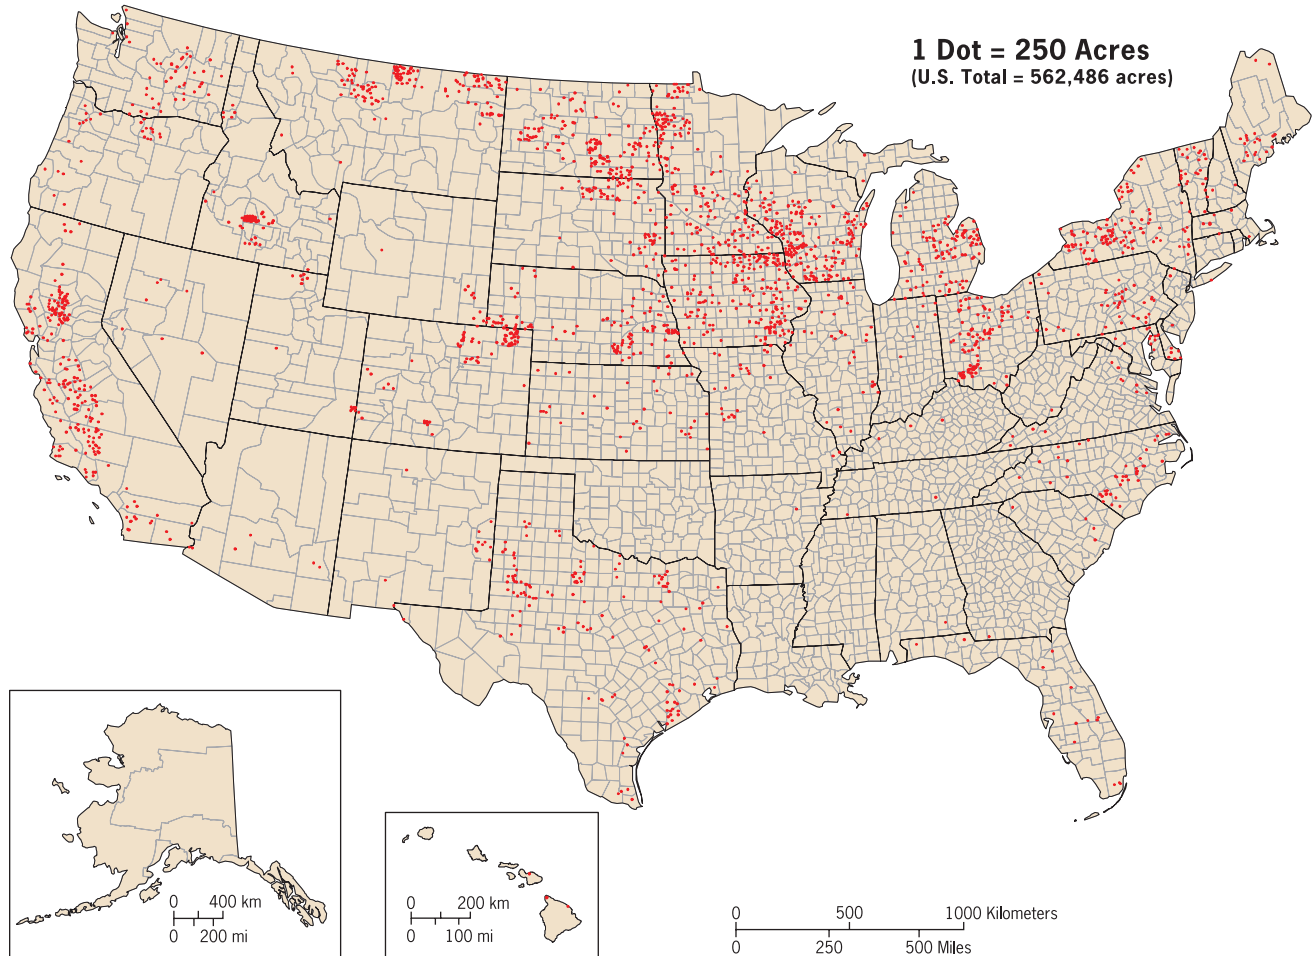 1 Dot = 250 Acres
(U.S. Total = 562,486 acres)
0 400 km
0 200 mi
0 200 km
0 100 mi
0 500 1000 Kilometers
0 250 500 Miles